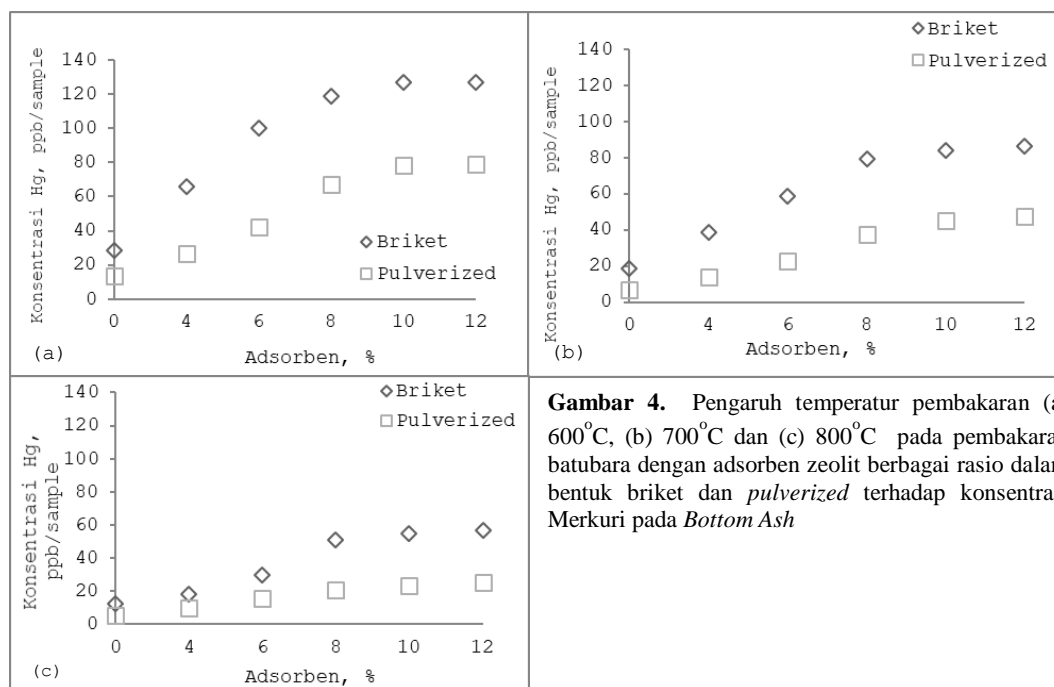 Konsentrasi Hg, ppb/sample
140
120
100
80
60
40
20
0
0 4 6 8 10 12
Adsorben, %
Briket
Pulverized
(a)
Konsentrasi Hg, ppb/sample
140
120
100
80
60
40
20
0
0 4 6 8 10 12
Adsorben, %
Briket
Pulverized
(b)
Konsentrasi Hg,
ppb/sample
140
120
100
80
60
40
20
0
0 4 6 8 10 12
Adsorben, %
Briket
Pulverized
(c)
Gambar 4. Pengaruh temperatur pembakaran (a
600°C, (b) 700°C dan (c) 800°C pada pembakara
batubara dengan adsorben zeolit berbagai rasio dalam
bentuk briket dan pulverized terhadap konsentra
Merkuri pada Bottom Ash